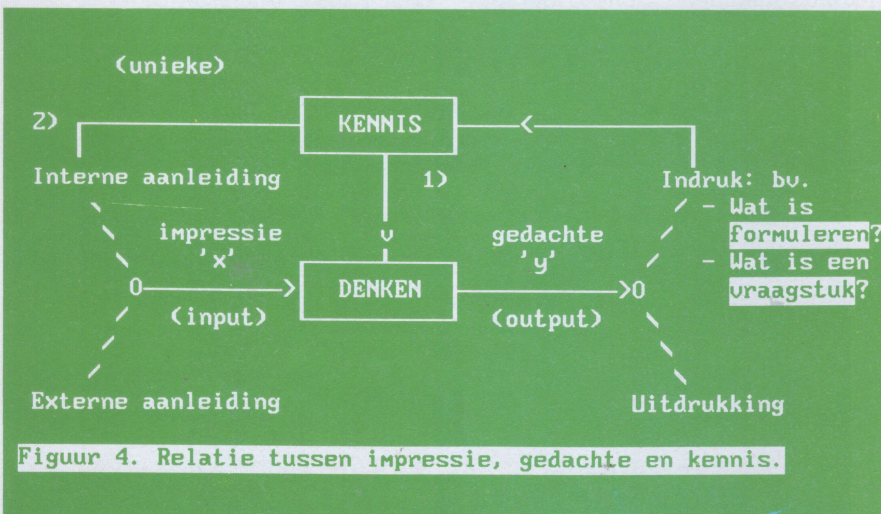 (unieke)
2)
KENNIS
Interne aanleiding
1)
Indruk: bv.
- Wat is
formuleren?
- Wat is een
vraagstuk?
impressie
'x'
gedachte
'y'
DENKEN
(input)
(output)
Externe aanleiding
Uitdrukking
Figuur 4. Relatie tussen impressie, gedachte en kennis.